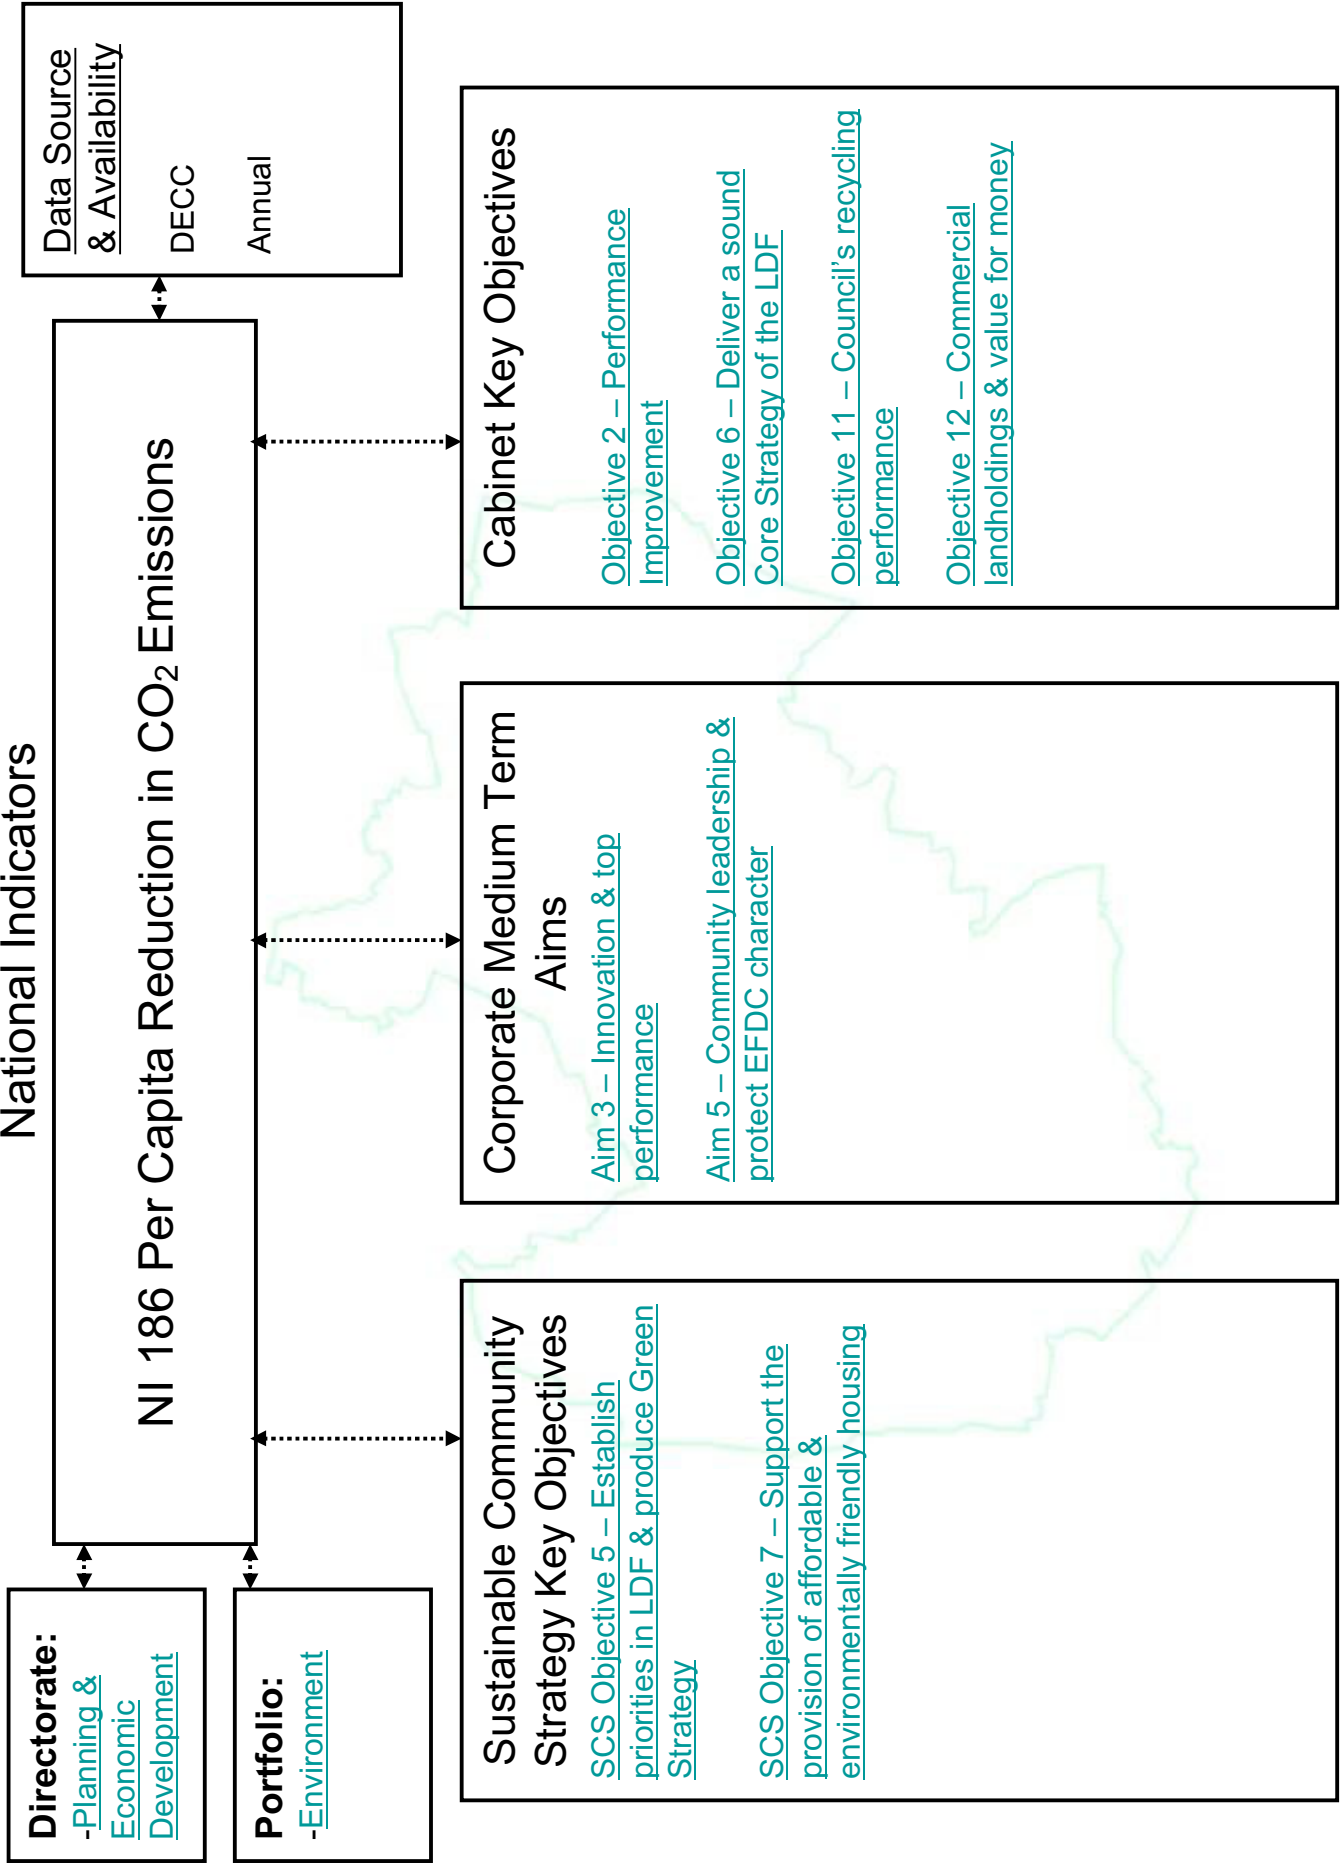 National Indicators
Directorate:
-Planning &
Economic
Development
Portfolio:
-Environment
NI 186 Per Capita Reduction in CO2 Emissions
Data Source
& Availability
DECC
Annual
Sustainable Community
Strategy Key Objectives
SCS Objective 5 – Establish
priorities in LDF & produce Green
Strategy
SCS Objective 7 – Support the
provision of affordable &
environmentally friendly housing
Corporate Medium Term
Aims
Aim 3 – Innovation & top
performance
Aim 5 – Community leadership &
protect EFDC character
Cabinet Key Objectives
Objective 2 – Performance
Improvement
Objective 6 – Deliver a sound
Core Strategy of the LDF
Objective 11 – Council's recycling
performance
Objective 12 – Commercial
landholdings & value for money